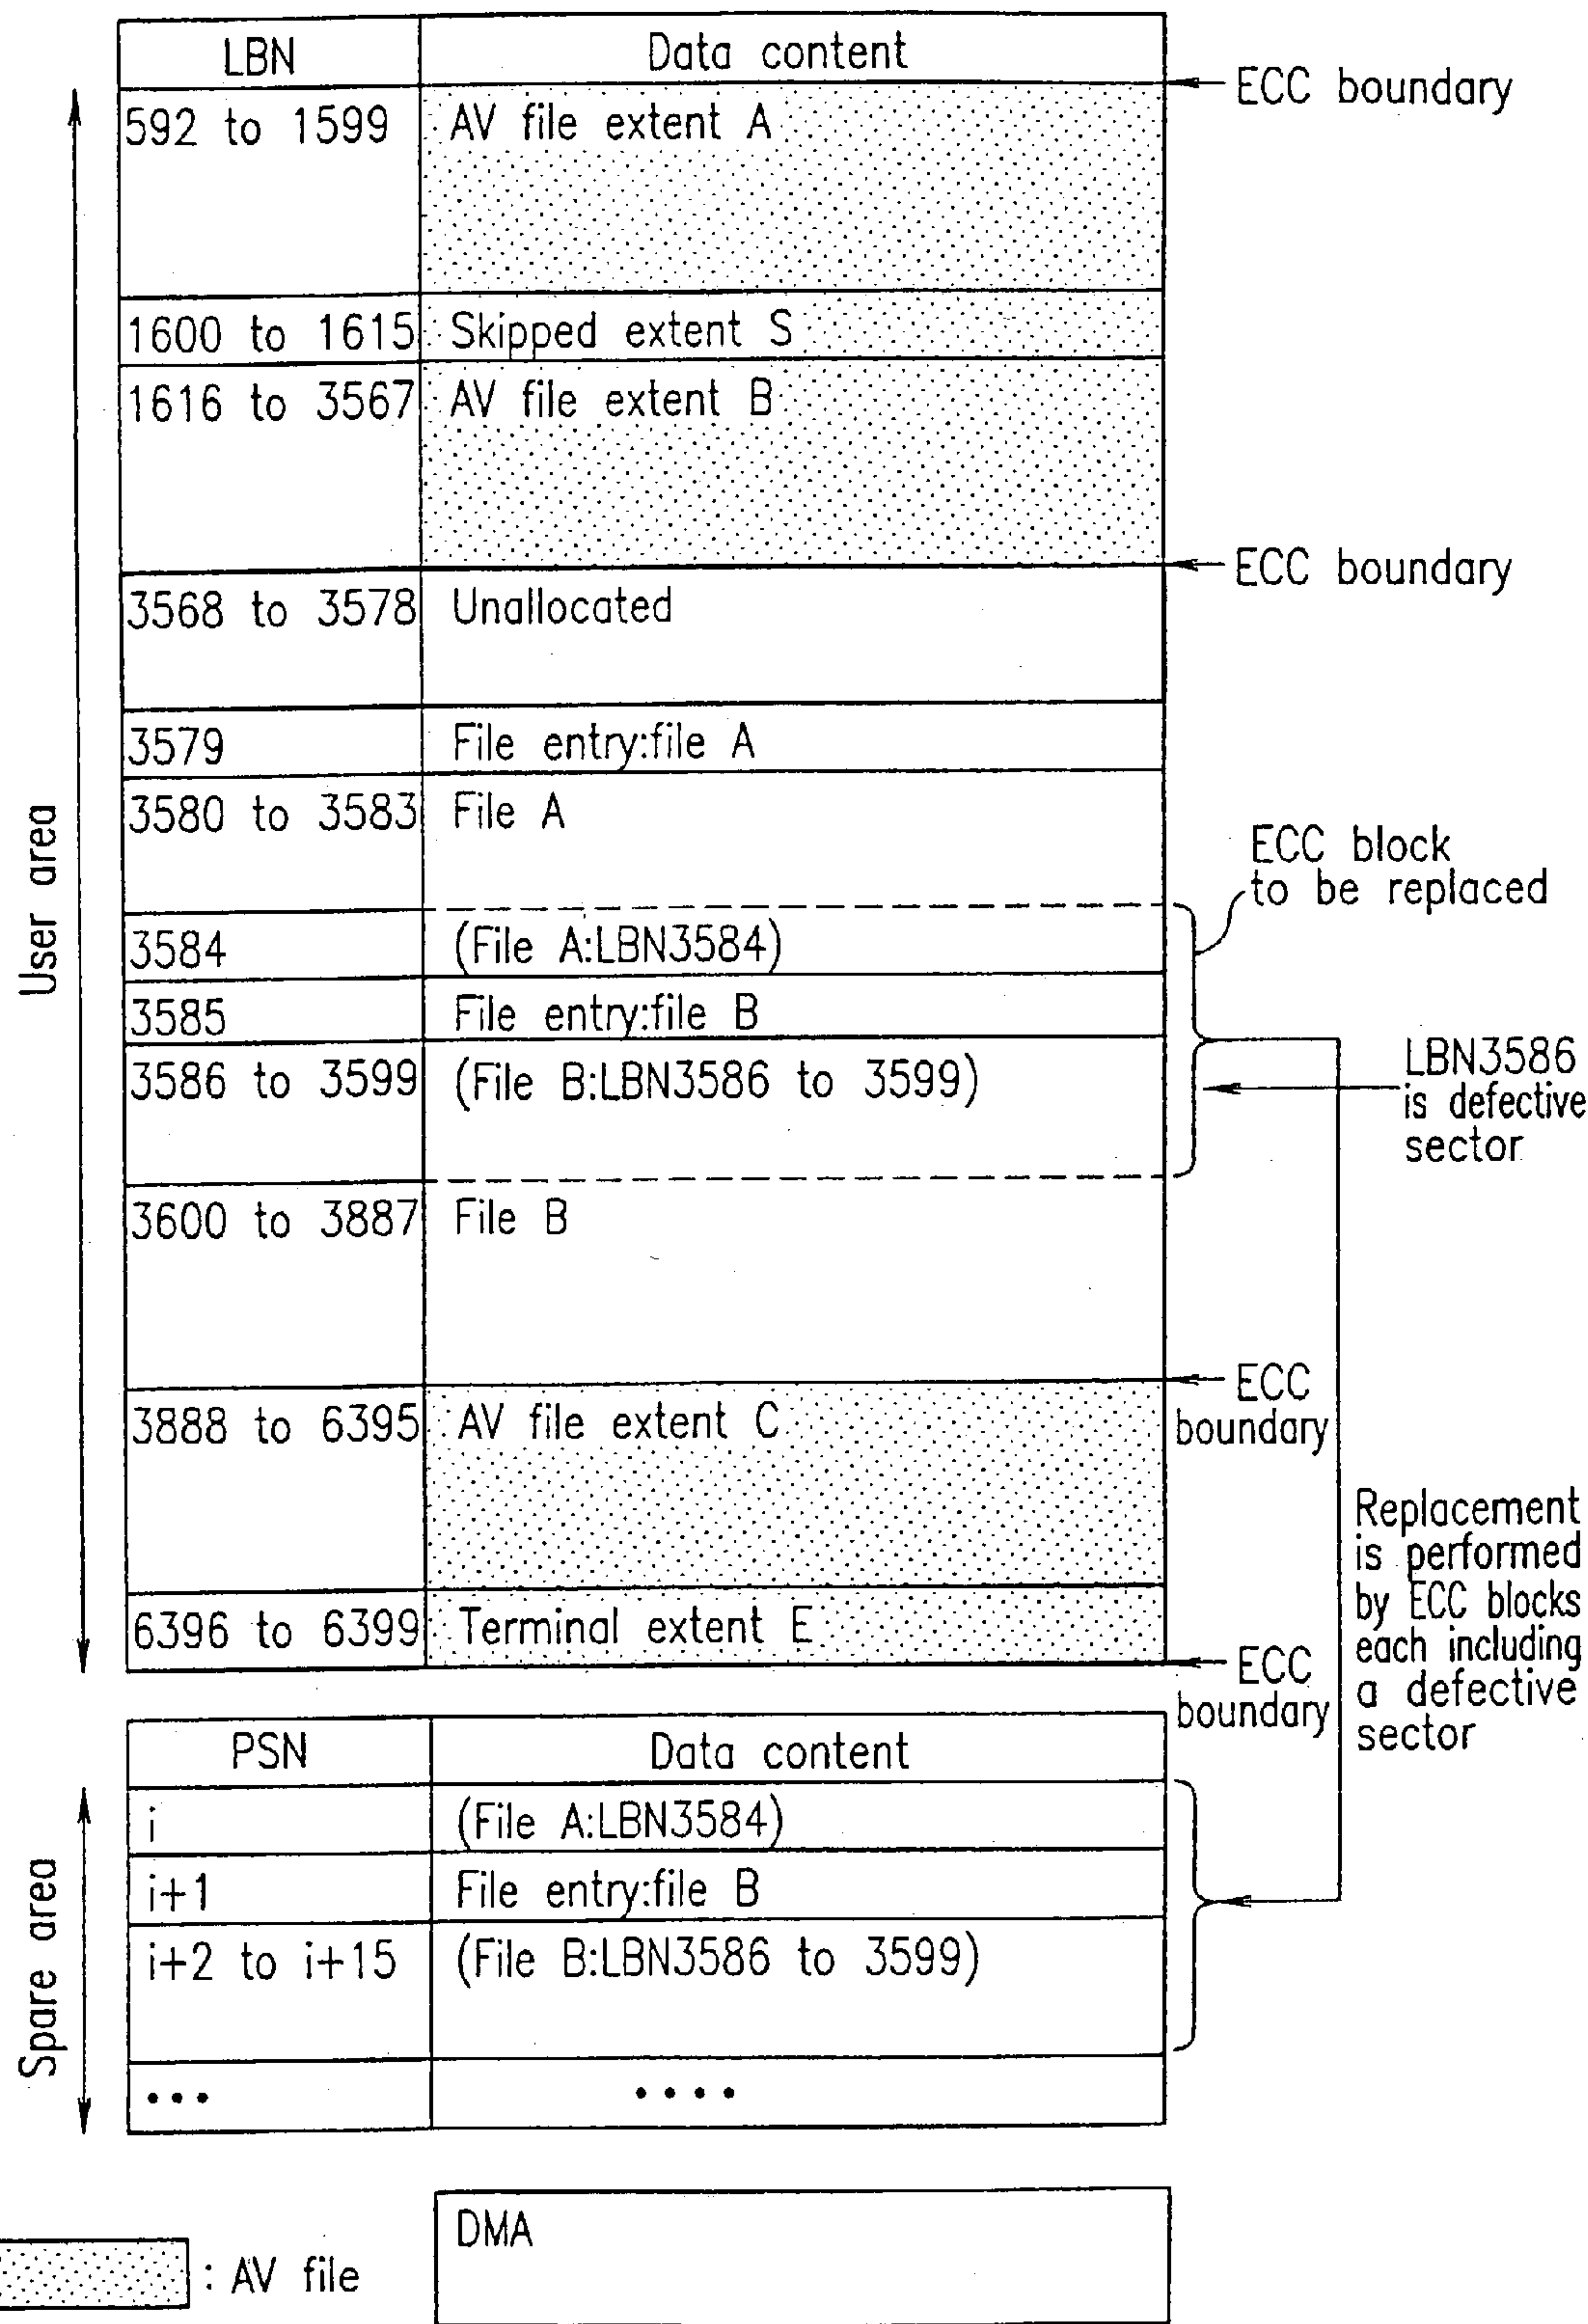 LBN Data content
ECC boundary
592 to 1599 AV file extent A
1600 to 1615 Skipped extent S
1616 to 3567 AV file extent B
ECC boundary
3568 to 3578 Unallocated
3579 File entry:file A
3580 to 3583 File A
User area
ECC block
to be replaced
3584 (File A:LBN3584)
3585 File entry:file B
3586 to 3599 (File B:LBN3586 to 3599)
LBN3586
is defective
sector
3600 to 3887 File B
ECC
boundary
3888 to 6395 AV file extent C
Replacement
is performed
by ECC blocks
each including
a defective
sector
6396 to 6399 Terminal extent E
ECC
boundary
PSN Data content
i (File A:LBN3584)
i+1 File entry:file B
i+2 to i+15 (File B:LBN3586 to 3599)
Spare area
••• ••••
DMA
: AV file